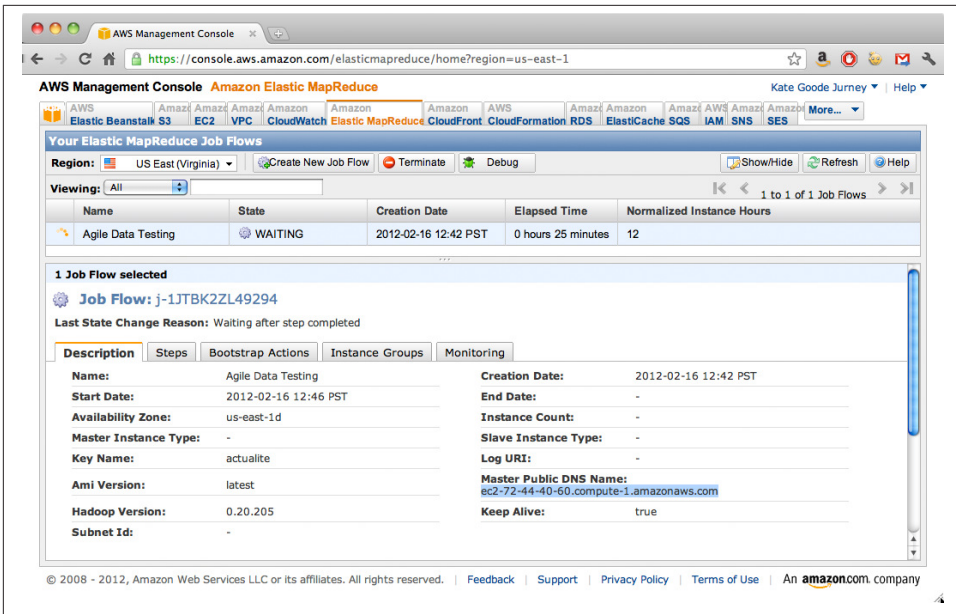 AWS Management Console
https://console.aws.amazon.com/elasticmapreduce/home?region=us-east-1
AWS Management Console Amazon Elastic MapReduce Kate Goode Jurney Help
AWS Amazo Amazo Amazo Amazon Amazon Amazon AWS Amazo Amazon Amazo AWS Amazo Amazo More...
Elastic Beanstalk S3 EC2 VPC CloudWatch Elastic MapReduce CloudFront CloudFormation RDS ElastiCache SQS IAM SNS SES
Your Elastic MapReduce Job Flows
Region: US East (Virginia) Create New Job Flow Terminate Debug Show/Hide Refresh Help
Viewing: All 1 to 1 of 1 Job Flows
Name State Creation Date Elapsed Time Normalized Instance Hours
Agile Data Testing WAITING 2012-02-16 12:42 PST 0 hours 25 minutes 12
1 Job Flow selected
Job Flow: j-1JTBK2ZL49294
Last State Change Reason: Waiting after step completed
Description Steps Bootstrap Actions Instance Groups Monitoring
Name: Agile Data Testing Creation Date: 2012-02-16 12:42 PST
Start Date: 2012-02-16 12:46 PST End Date: -
Availability Zone: us-east-1d Instance Count: -
Master Instance Type: - Slave Instance Type: -
Key Name: actualite Log URI: -
Ami Version: latest Master Public DNS Name:
ec2-72-44-40-60.compute-1.amazonaws.com
Hadoop Version: 0.20.205 Keep Alive: true
Subnet Id: -
© 2008 - 2012, Amazon Web Services LLC or its affiliates. All rights reserved. | Feedback | Support | Privacy Policy | Terms of Use | An amazon.com. company